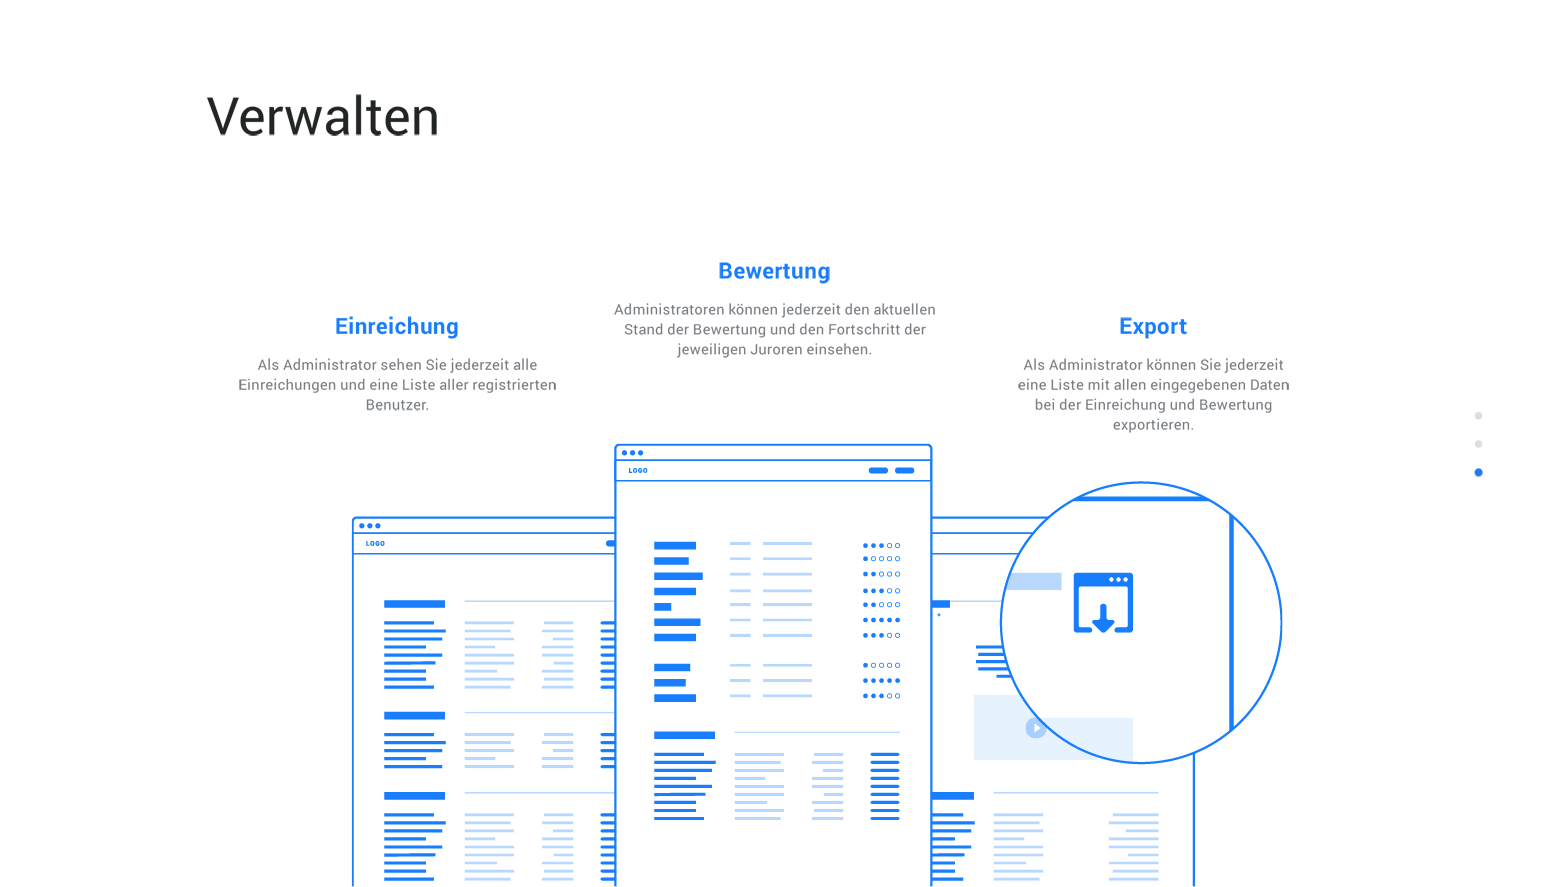 Verwalten
Bewertung
Administratoren können jederzeit den aktuellen
Stand der Bewertung und den Fortschritt der
jeweiligen Juroren einsehen.
Einreichung
Als Administrator sehen Sie jederzeit alle
Einreichungen und eine Liste aller registrierten
Benutzer.
Export
Als Administrator können Sie jederzeit
eine Liste mit allen eingegebenen Daten
bei der Einreichung und Bewertung
exportieren.
LOGO
LOGO